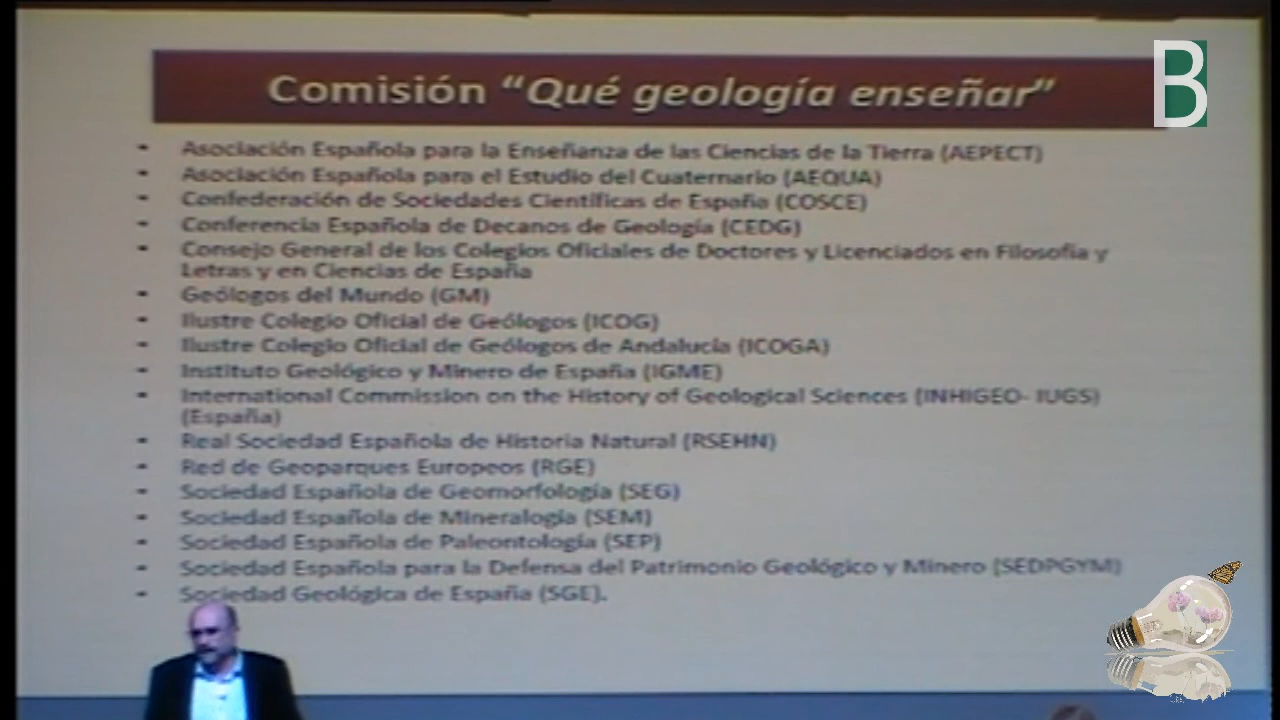 Comisión “Qué geología enseñar”
B
- Asociación Española para la Enseñanza de las Ciencias de la Tierra (AEPECT)
- Asociación Española para el Estudio del Cuaternario (AEQUA)
- Confederación de Sociedades Científicas de España (COSCE)
- Conferencia Española de Decanos de Geología (CEDG)
- Consejo General de los Colegios Oficiales de Doctores y Licenciados en Filosofía y
Letras y en Ciencias de España
- Geólogos del Mundo (GM)
- Ilustre Colegio Oficial de Geólogos (ICOG)
- Ilustre Colegio Oficial de Geólogos de Andalucía (ICOGA)
- Instituto Geológico y Minero de España (IGME)
- International Commission on the History of Geological Sciences (INHIGEO- IUGS)
(España)
- Real Sociedad Española de Historia Natural (RSEHN)
- Red de Geoparques Europeos (RGE)
- Sociedad Española de Geomorfología (SEG)
- Sociedad Española de Mineralogía (SEM)
- Sociedad Española de Paleontología (SEP)
- Sociedad Española para la Defensa del Patrimonio Geológico y Minero (SEDPGYM)
- Sociedad Geológica de España (SGE).